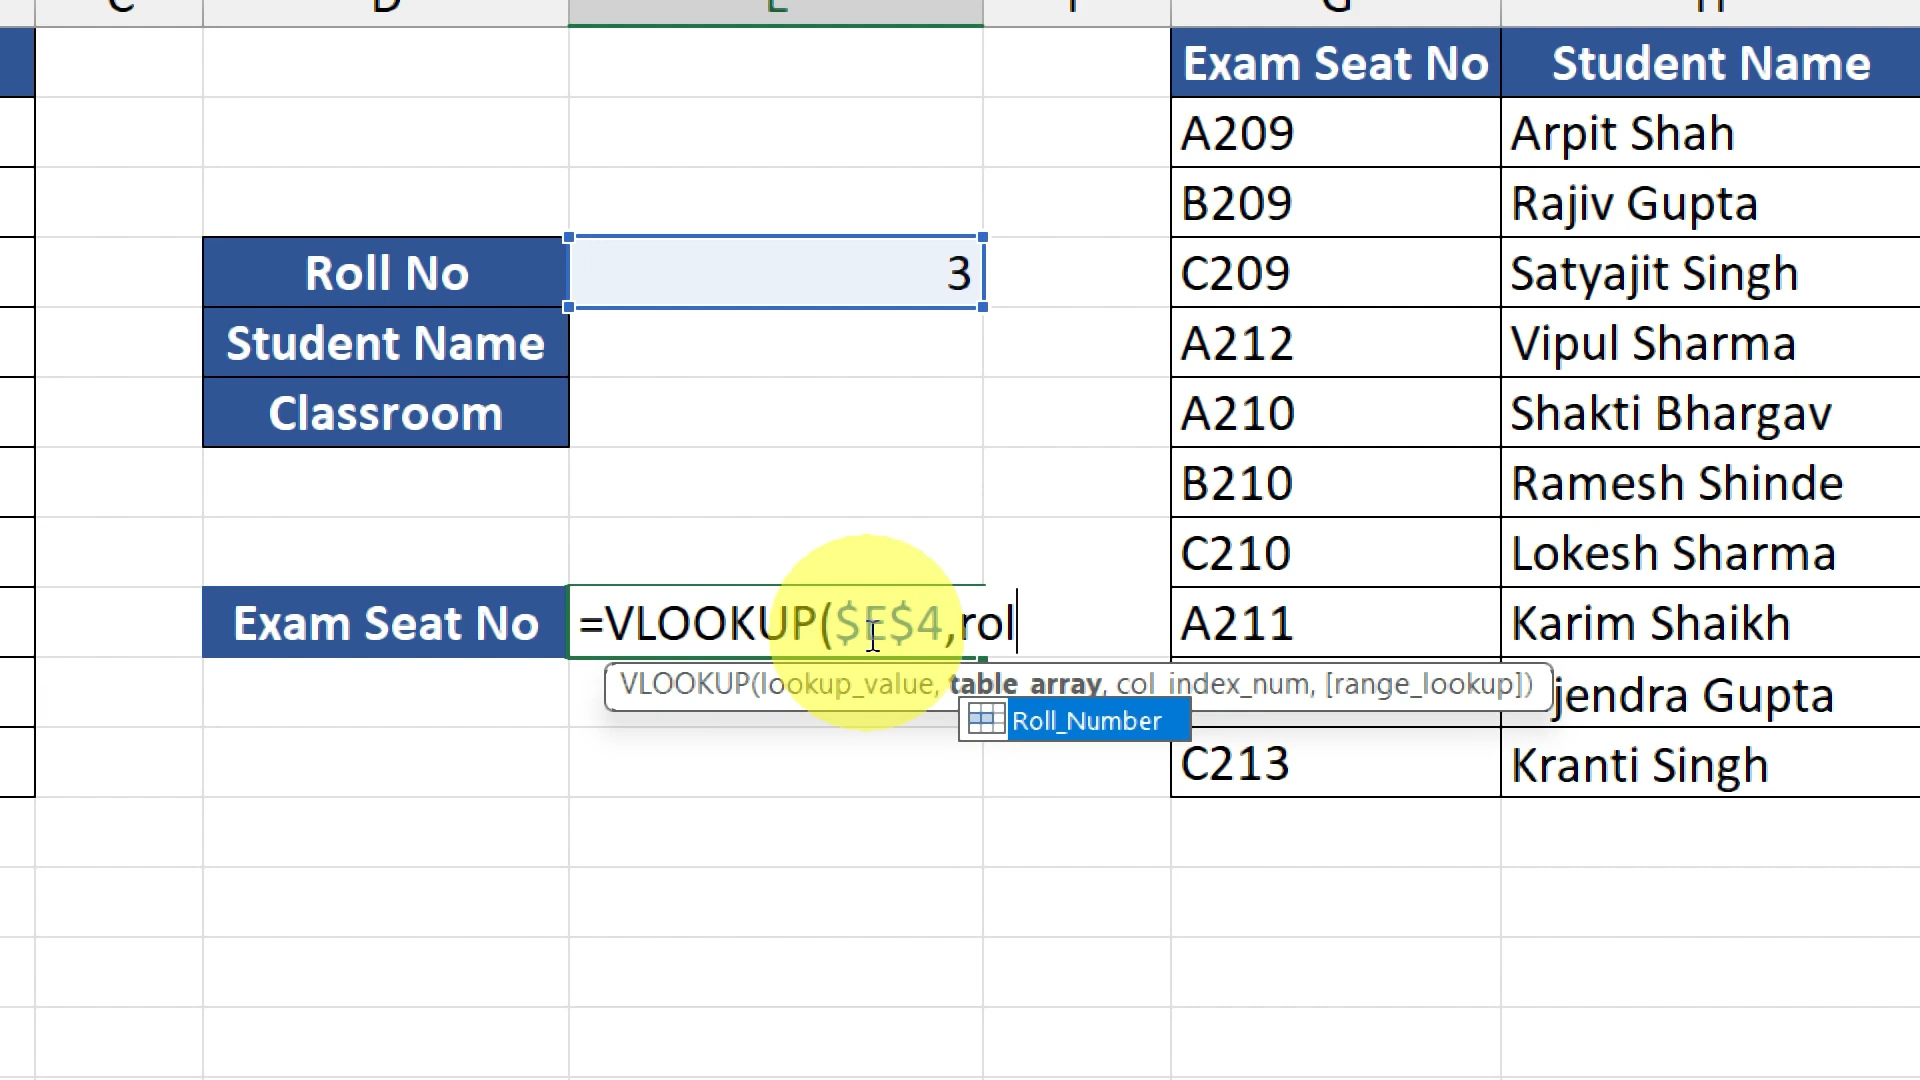 C D E F G H
Exam Seat No Student Name
A209 Arpit Shah
B209 Rajiv Gupta
Roll No 3 C209 Satyajit Singh
Student Name A212 Vipul Sharma
Classroom A210 Shakti Bhargav
B210 Ramesh Shinde
C210 Lokesh Sharma
Exam Seat No =VLOOKUP($E$4,rol A211 Karim Shaikh
VLOOKUP(lookup_value, table_array, col_index_num, [range_lookup]) jendra Gupta
Roll_Number
C213 Kranti Singh